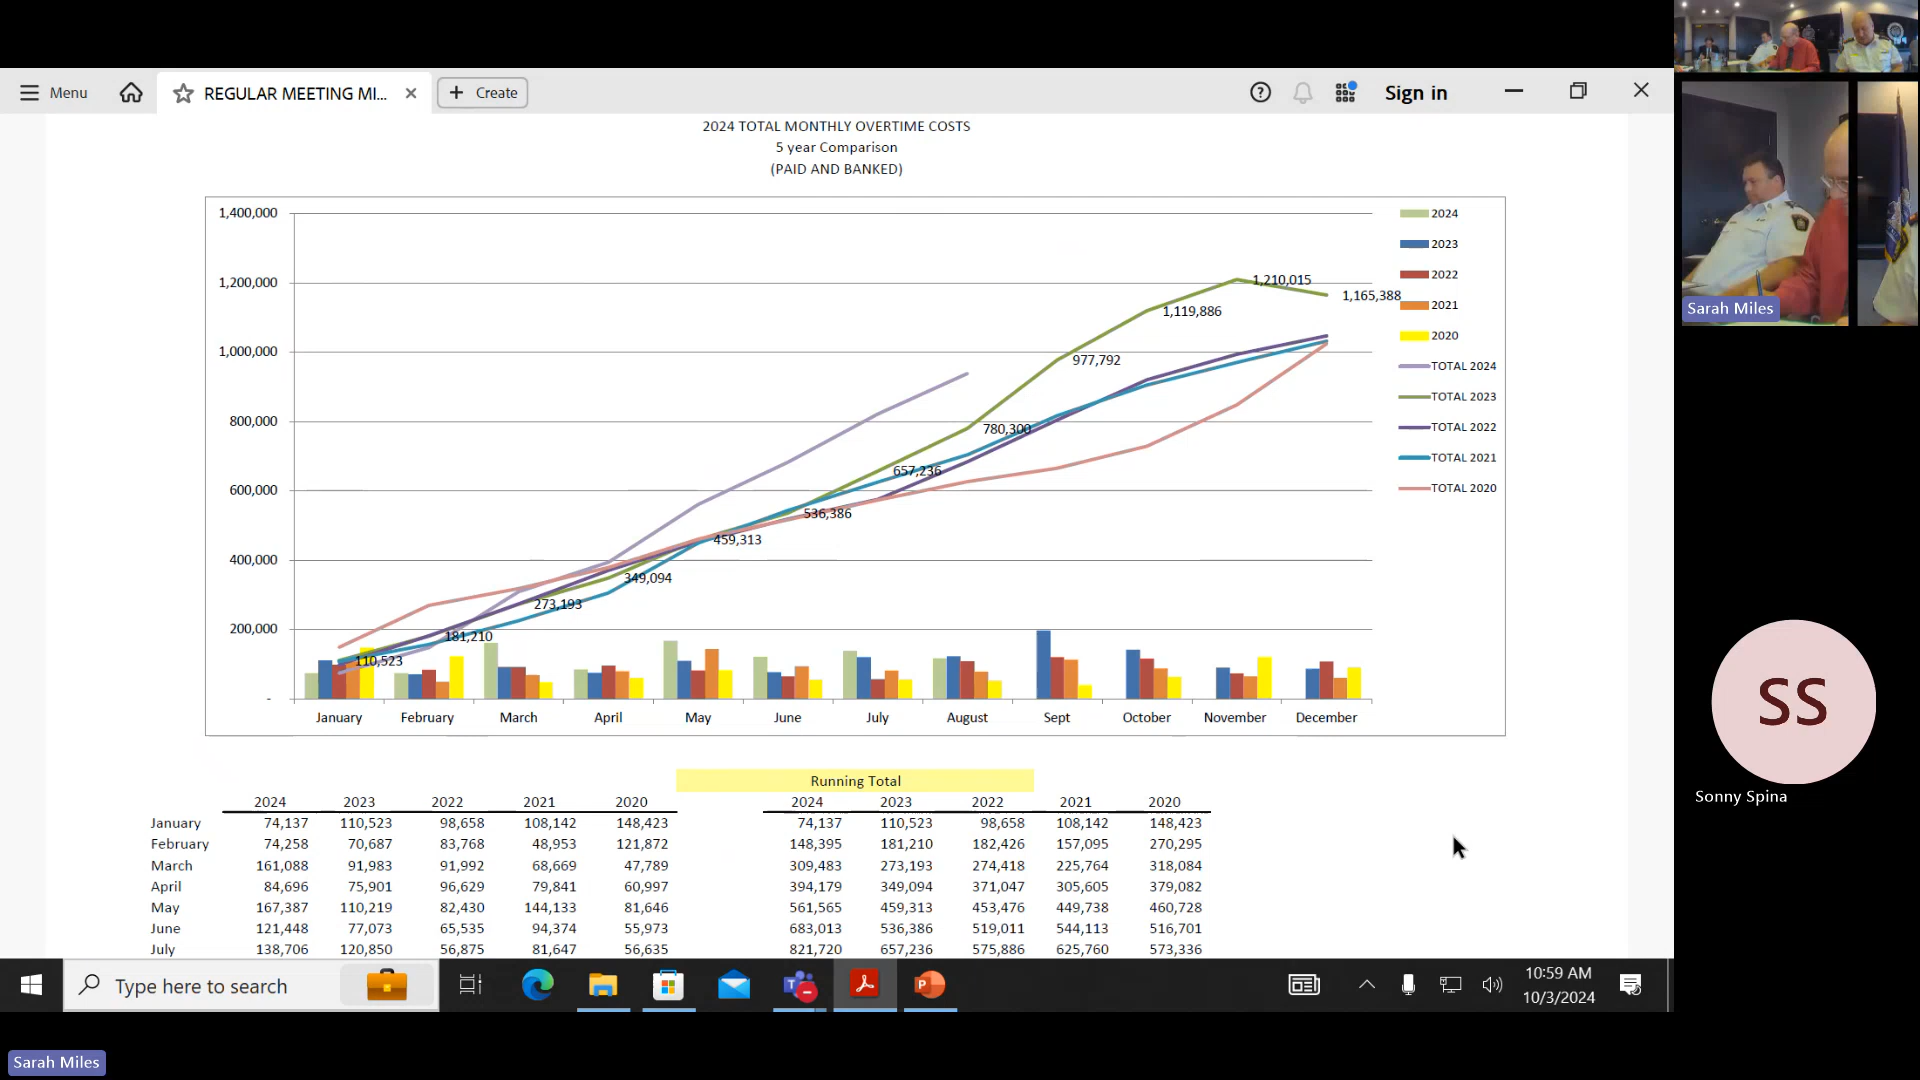 Menu
REGULAR MEETING MI...
Create
Sign in
2024 TOTAL MONTHLY OVERTIME COSTS
5 year Comparison
(PAID AND BANKED)
1,400,000
1,200,000
1,000,000
800,000
600,000
400,000
200,000
-
110,523
181,210
273,193
349,094
459,313
536,386
657,236
780,300
977,792
1,119,886
1,210,015
1,165,388
2024
2023
2022
2021
2020
TOTAL 2024
TOTAL 2023
TOTAL 2022
TOTAL 2021
TOTAL 2020
January February March April May June July August Sept October November December
Running Total
2024 2023 2022 2021 2020 2024 2023 2022 2021 2020
January 74,137 110,523 98,658 108,142 148,423 74,137 110,523 98,658 108,142 148,423
February 74,258 70,687 83,768 48,953 121,872 148,395 181,210 182,426 157,095 270,295
March 161,088 91,983 91,992 68,669 47,789 309,483 273,193 274,418 225,764 318,084
April 84,696 75,901 96,629 79,841 60,997 394,179 349,094 371,047 305,605 379,082
May 167,387 110,219 82,430 144,133 81,646 561,565 459,313 453,476 449,738 460,728
June 121,448 77,073 65,535 94,374 55,973 683,013 536,386 519,011 544,113 516,701
July 138,706 120,850 56,875 81,647 56,635 821,720 657,236 575,886 625,760 573,336
Type here to search
10:59 AM
10/3/2024
Sarah Miles
SS
Sonny Spina
Sarah Miles